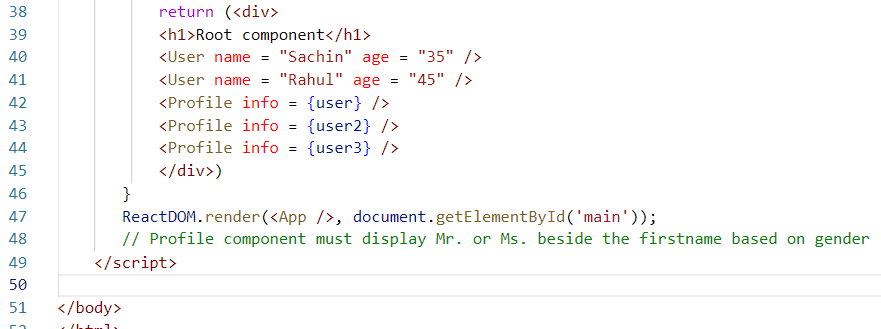 38 return (<div>
39 <h1>Root component</h1>
40 <User name = "Sachin" age = "35" />
41 <User name = "Rahul" age = "45" />
42 <Profile info = {user} />
43 <Profile info = {user2} />
44 <Profile info = {user3} />
45 </div>)
46 }
47 ReactDOM.render(<App />, document.getElementById('main'));
48 // Profile component must display Mr. or Ms. beside the firstname based on gender
49 </script>
50
51 </body>
52 </html>